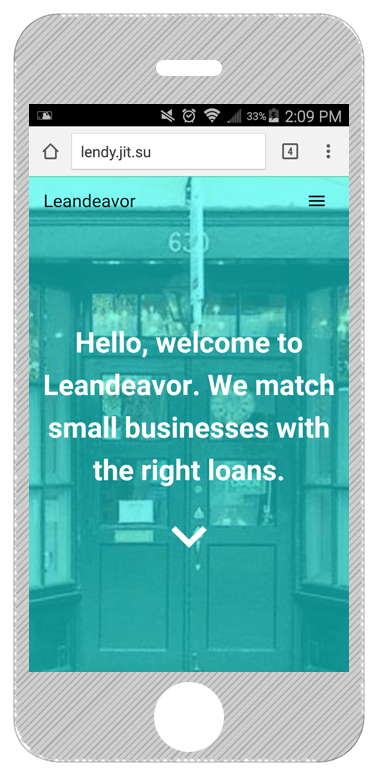 33% 2:09 PM
lendy.jit.su 4
Leandeavor
630
Hello, welcome to
Leandeavor. We match
small businesses with
the right loans.